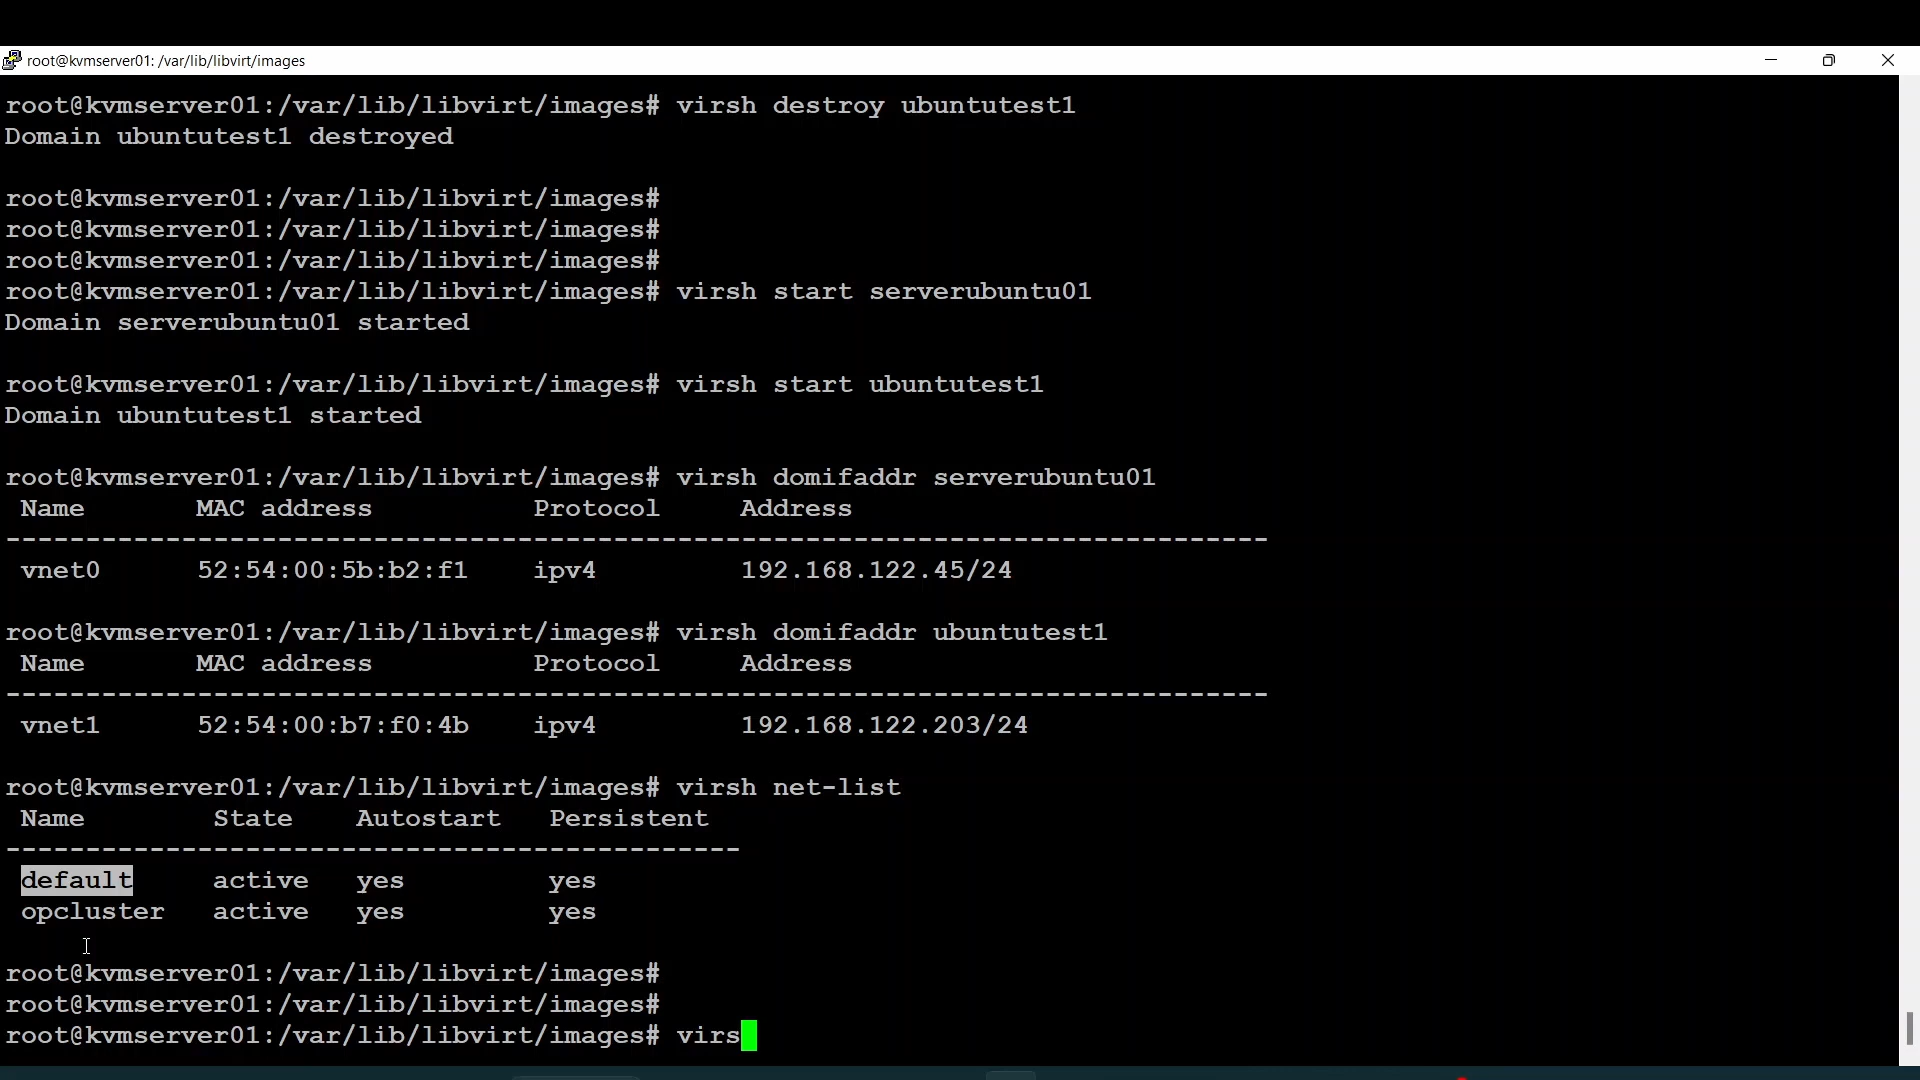 root@kvmserver01: /var/lib/libvirt/images
root@kvmserver01:/var/lib/libvirt/images# virsh destroy ubuntutest1
Domain ubuntutest1 destroyed
root@kvmserver01:/var/lib/libvirt/images#
root@kvmserver01:/var/lib/libvirt/images#
root@kvmserver01:/var/lib/libvirt/images#
root@kvmserver01:/var/lib/libvirt/images# virsh start serverubuntu01
Domain serverubuntu01 started
root@kvmserver01:/var/lib/libvirt/images# virsh start ubuntutest1
Domain ubuntutest1 started
root@kvmserver01:/var/lib/libvirt/images# virsh domifaddr serverubuntu01
Name MAC address Protocol Address
-------------------------------------------------------------------------------
vnet0 52:54:00:5b:b2:f1 ipv4 192.168.122.45/24
root@kvmserver01:/var/lib/libvirt/images# virsh domifaddr ubuntutest1
Name MAC address Protocol Address
-------------------------------------------------------------------------------
vnet1 52:54:00:b7:f0:4b ipv4 192.168.122.203/24
root@kvmserver01:/var/lib/libvirt/images# virsh net-list
Name State Autostart Persistent
----------------------------------------------
default active yes yes
opcluster active yes yes
root@kvmserver01:/var/lib/libvirt/images#
root@kvmserver01:/var/lib/libvirt/images#
root@kvmserver01:/var/lib/libvirt/images# virs